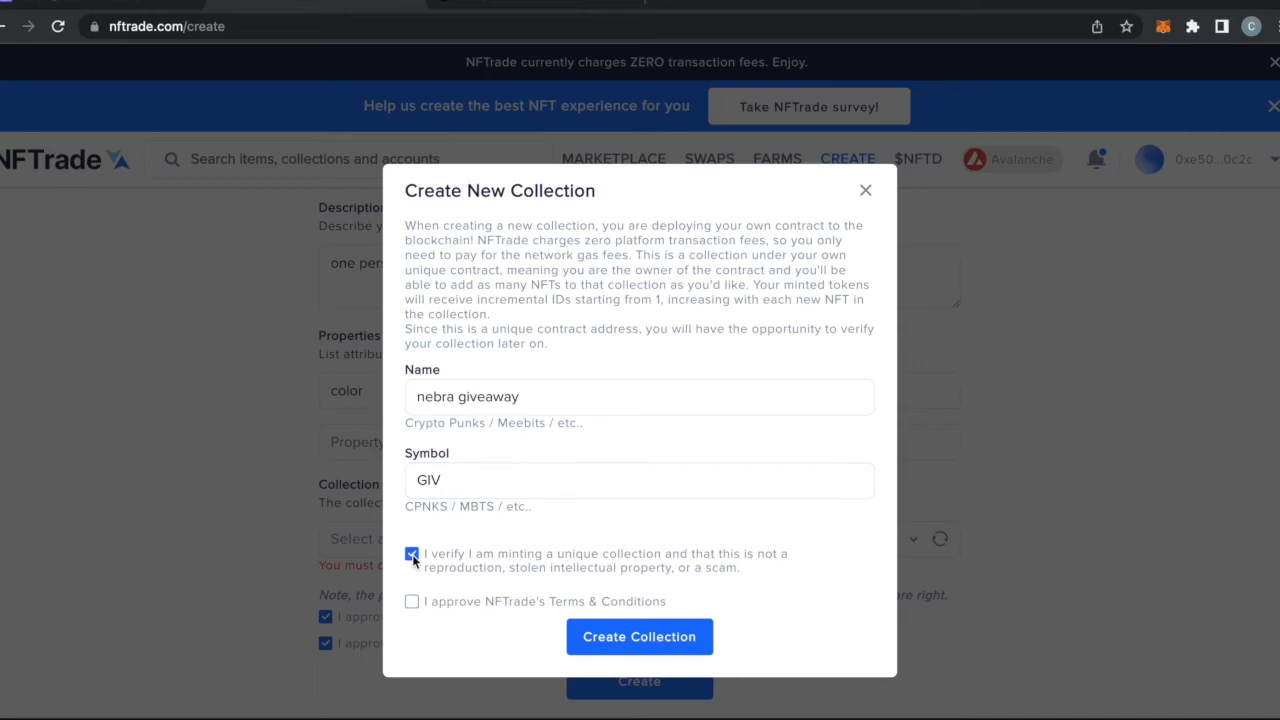 nftrade.com/create
C
NFTrade currently charges ZERO transaction fees. Enjoy.
Help us create the best NFT experience for you
Take NFTrade survey!
NFTrade
Search items, collections and accounts
MARKETPLACE
SWAPS
FARMS
CREATE
$NFTD
Avalanche
0xe50...0c2c
Create New Collection
When creating a new collection, you are deploying your own contract to the
blockchain! NFTrade charges zero platform transaction fees, so you only
need to pay for the network gas fees. This is a collection under your own
unique contract, meaning you are the owner of the contract and you'll be
able to add as many NFTs to that collection as you'd like. Your minted tokens
will receive incremental IDs starting from 1, increasing with each new NFT in
the collection.
Since this is a unique contract address, you will have the opportunity to verify
your collection later on.
Name
nebra giveaway
Crypto Punks / Meebits / etc..
Symbol
GIV
CPNKS / MBTS / etc..
I verify I am minting a unique collection and that this is not a
reproduction, stolen intellectual property, or a scam.
I approve NFTrade's Terms & Conditions
Create Collection
Description
Describe y
one pers
Properties
List attribu
color
Property
Collection
The collec
Select a
You must c
Note, the p
are right.
I appro
I appro
Create